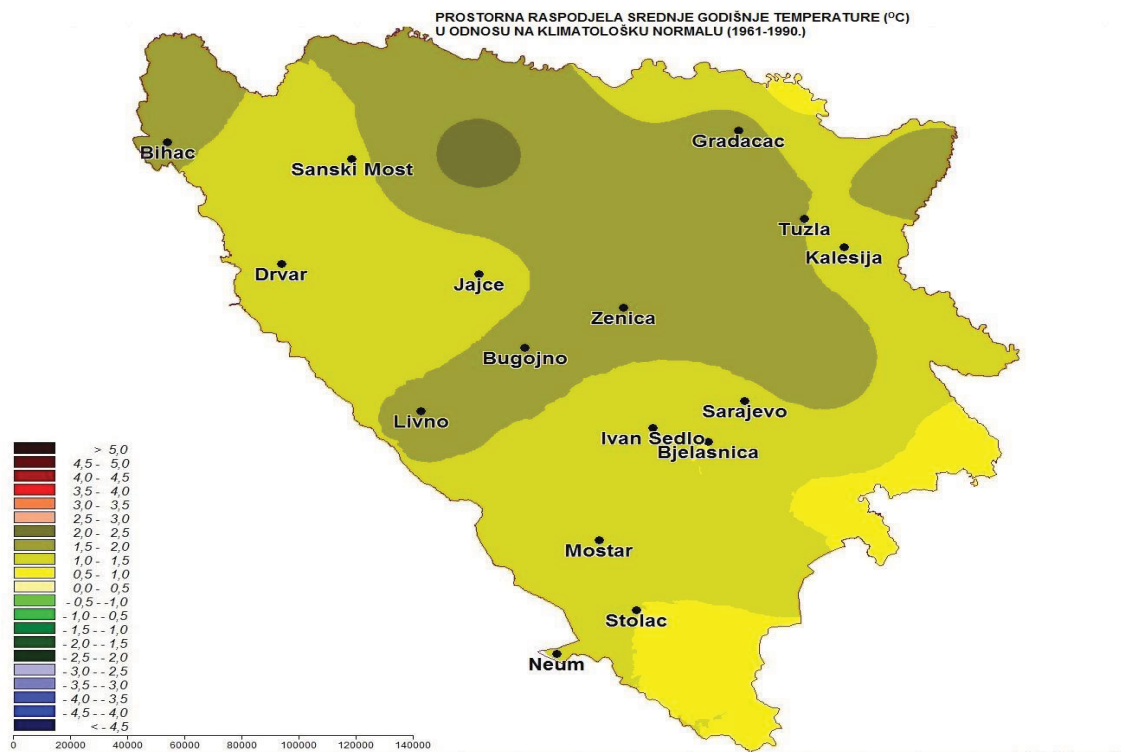 PROSTORNA RASPODJELA SREDNJE GODIŠNJE TEMPERATURE (ºC)
U ODNOSU NA KLIMATOLOŠKU NORMALU (1961-1990.)
Gradacac
Bihac
Sanski Most
Tuzla
Kalesija
Drvar
Jajce
Zenica
Bugojno
Sarajevo
Livno
Ivan Sedlo
Bjelasnica
Mostar
Stolac
Neum
> 5,0
4,5 - 5,0
4,0 - 4,5
3,5 - 4,0
3,0 - 3,5
2,5 - 3,0
2,0 - 2,5
1,5 - 2,0
1,0 - 1,5
0,5 - 1,0
0,0 - 0,5
- 0,5 - -1,0
- 1,0 - -0,5
- 1,5 - -1,0
- 2,0 - -1,5
- 2,5 - -2,0
- 3,0 - -2,5
- 3,5 - -3,0
- 4,0 - -3,5
- 4,5 - -4,0
< - 4,5
0 20000 40000 60000 80000 100000 120000 140000